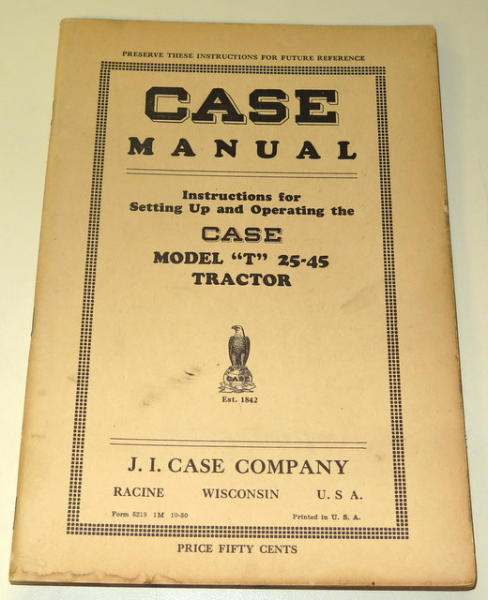 PRESERVE THESE INSTRUCTIONS FOR FUTURE REFERENCE
CASE
MANUAL
Instructions for
Setting Up and Operating the
CASE
MODEL "T" 25-45
TRACTOR
CASE
Est. 1842
J. I. CASE COMPANY
RACINE WISCONSIN U. S A.
Form 5219 1M 10-30 Printed in U. S. A.
PRICE FIFTY CENTS